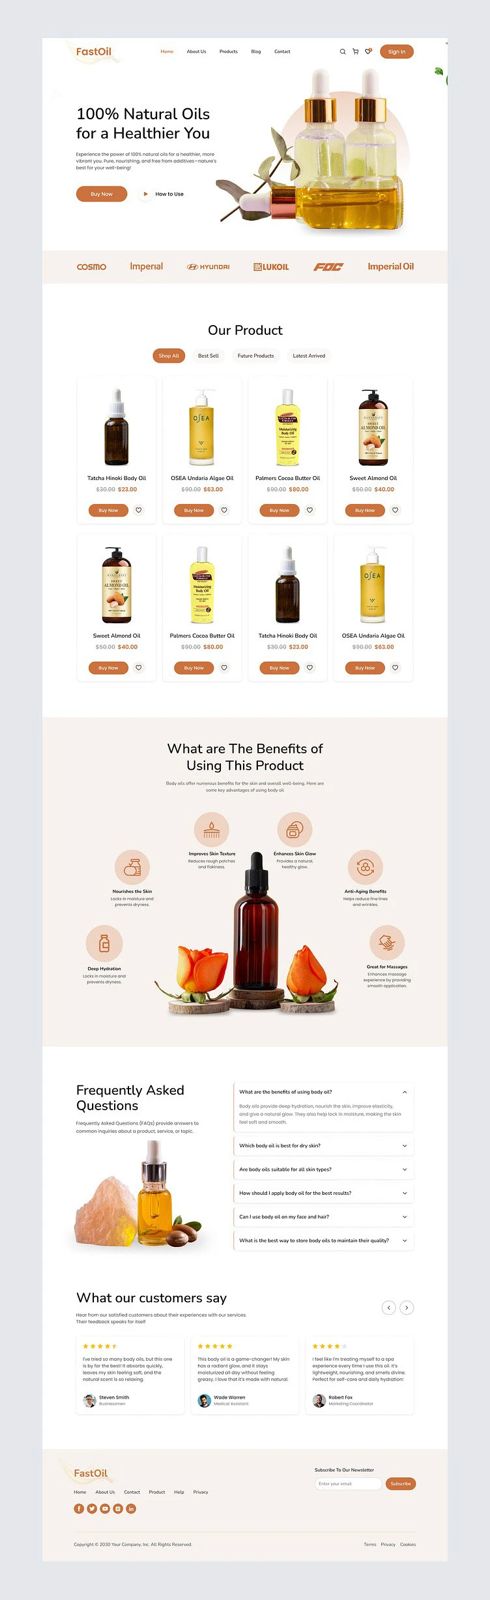 FastOil
Home About Us Products Blog Contact
Sign In
100% Natural Oils
for a Healthier You
Experience the power of 100% natural oils for a healthier, more
vibrant you. Pure, nourishing, and free from additives—nature's
best for your well-being!
Buy Now How to Use
COSMO Imperial HYUNDAI LUKOIL FOC Imperial Oil
Our Product
Shop All Best Sell Future Products Latest Arrived
Tatcha Hinoki Body Oil OSEA Undaria Algae Oil Palmers Cocoa Butter Oil Sweet Almond Oil
$30.00 $23.00 $90.00 $63.00 $90.00 $80.00 $50.00 $40.00
Buy Now Buy Now Buy Now Buy Now
Sweet Almond Oil Palmers Cocoa Butter Oil Tatcha Hinoki Body Oil OSEA Undaria Algae Oil
$50.00 $40.00 $90.00 $80.00 $30.00 $23.00 $90.00 $63.00
Buy Now Buy Now Buy Now Buy Now
What are The Benefits of
Using This Product
Body oils offer numerous benefits for the skin and overall well-being. Here are
some key advantages of using body oil
Improves Skin Texture
Reduces rough patches
and flakiness.
Enhances Skin Glow
Provides a natural,
healthy glow.
Nourishes the Skin
Locks in moisture and
prevents dryness.
Anti-Aging Benefits
Helps reduce fine lines
and wrinkles.
Deep Hydration
Locks in moisture and
prevents dryness.
Great for Massages
Enhances massage
experience by providing
smooth application.
Frequently Asked
Questions
Frequently Asked Questions (FAQs) provide answers to
common inquiries about a product, service, or topic.
What are the benefits of using body oil?
Body oils provide deep hydration, nourish the skin, improve elasticity,
and give a natural glow. They also help lock in moisture, making the skin
feel soft and smooth.
Which body oil is best for dry skin?
Are body oils suitable for all skin types?
How should I apply body oil for the best results?
Can I use body oil on my face and hair?
What is the best way to store body oils to maintain their quality?
What our customers say
Hear from our satisfied customers about their experiences with our services.
Their feedback speaks for itself
I've tried so many body oils, but this one
is by far the best! It absorbs quickly,
leaves my skin feeling soft, and the
natural scent is so relaxing.
Steven Smith
Businessmen
This body oil is a game-changer! My skin
has a radiant glow, and it stays
moisturized all day without feeling
greasy. I love that it's made with natural.
Wade Warren
Medical Assistant
I feel like I'm treating myself to a spa
experience every time I use this oil. It's
lightweight, nourishing, and smells divine.
Perfect for self-care and daily hydration!
Robert Fox
Marketing Coordinator
FastOil
Home About Us Contact Product Help Privacy
Subscribe To Our Newsletter
Enter your email Subscribe
Copyright © 2030 Your Company, Inc. All Rights Reserved.
Terms Privacy Cookies